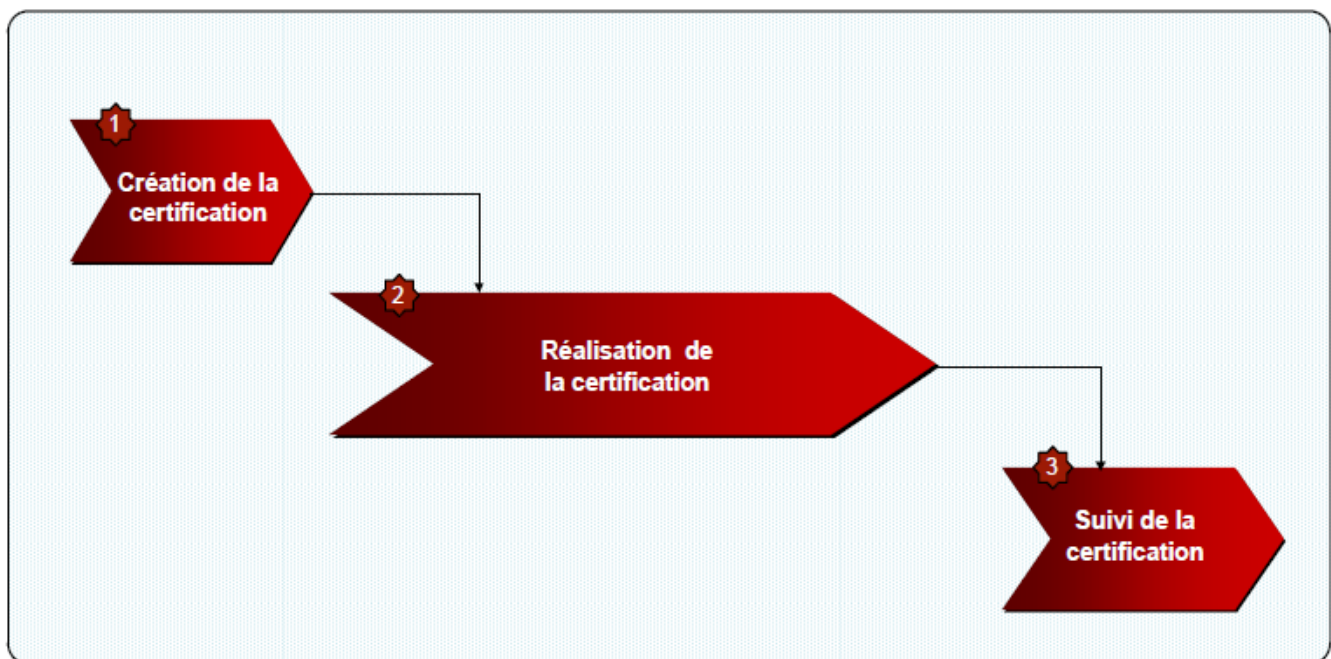 1
Création de la
certification
2
Réalisation de
la certification
3
Suivi de la
certification